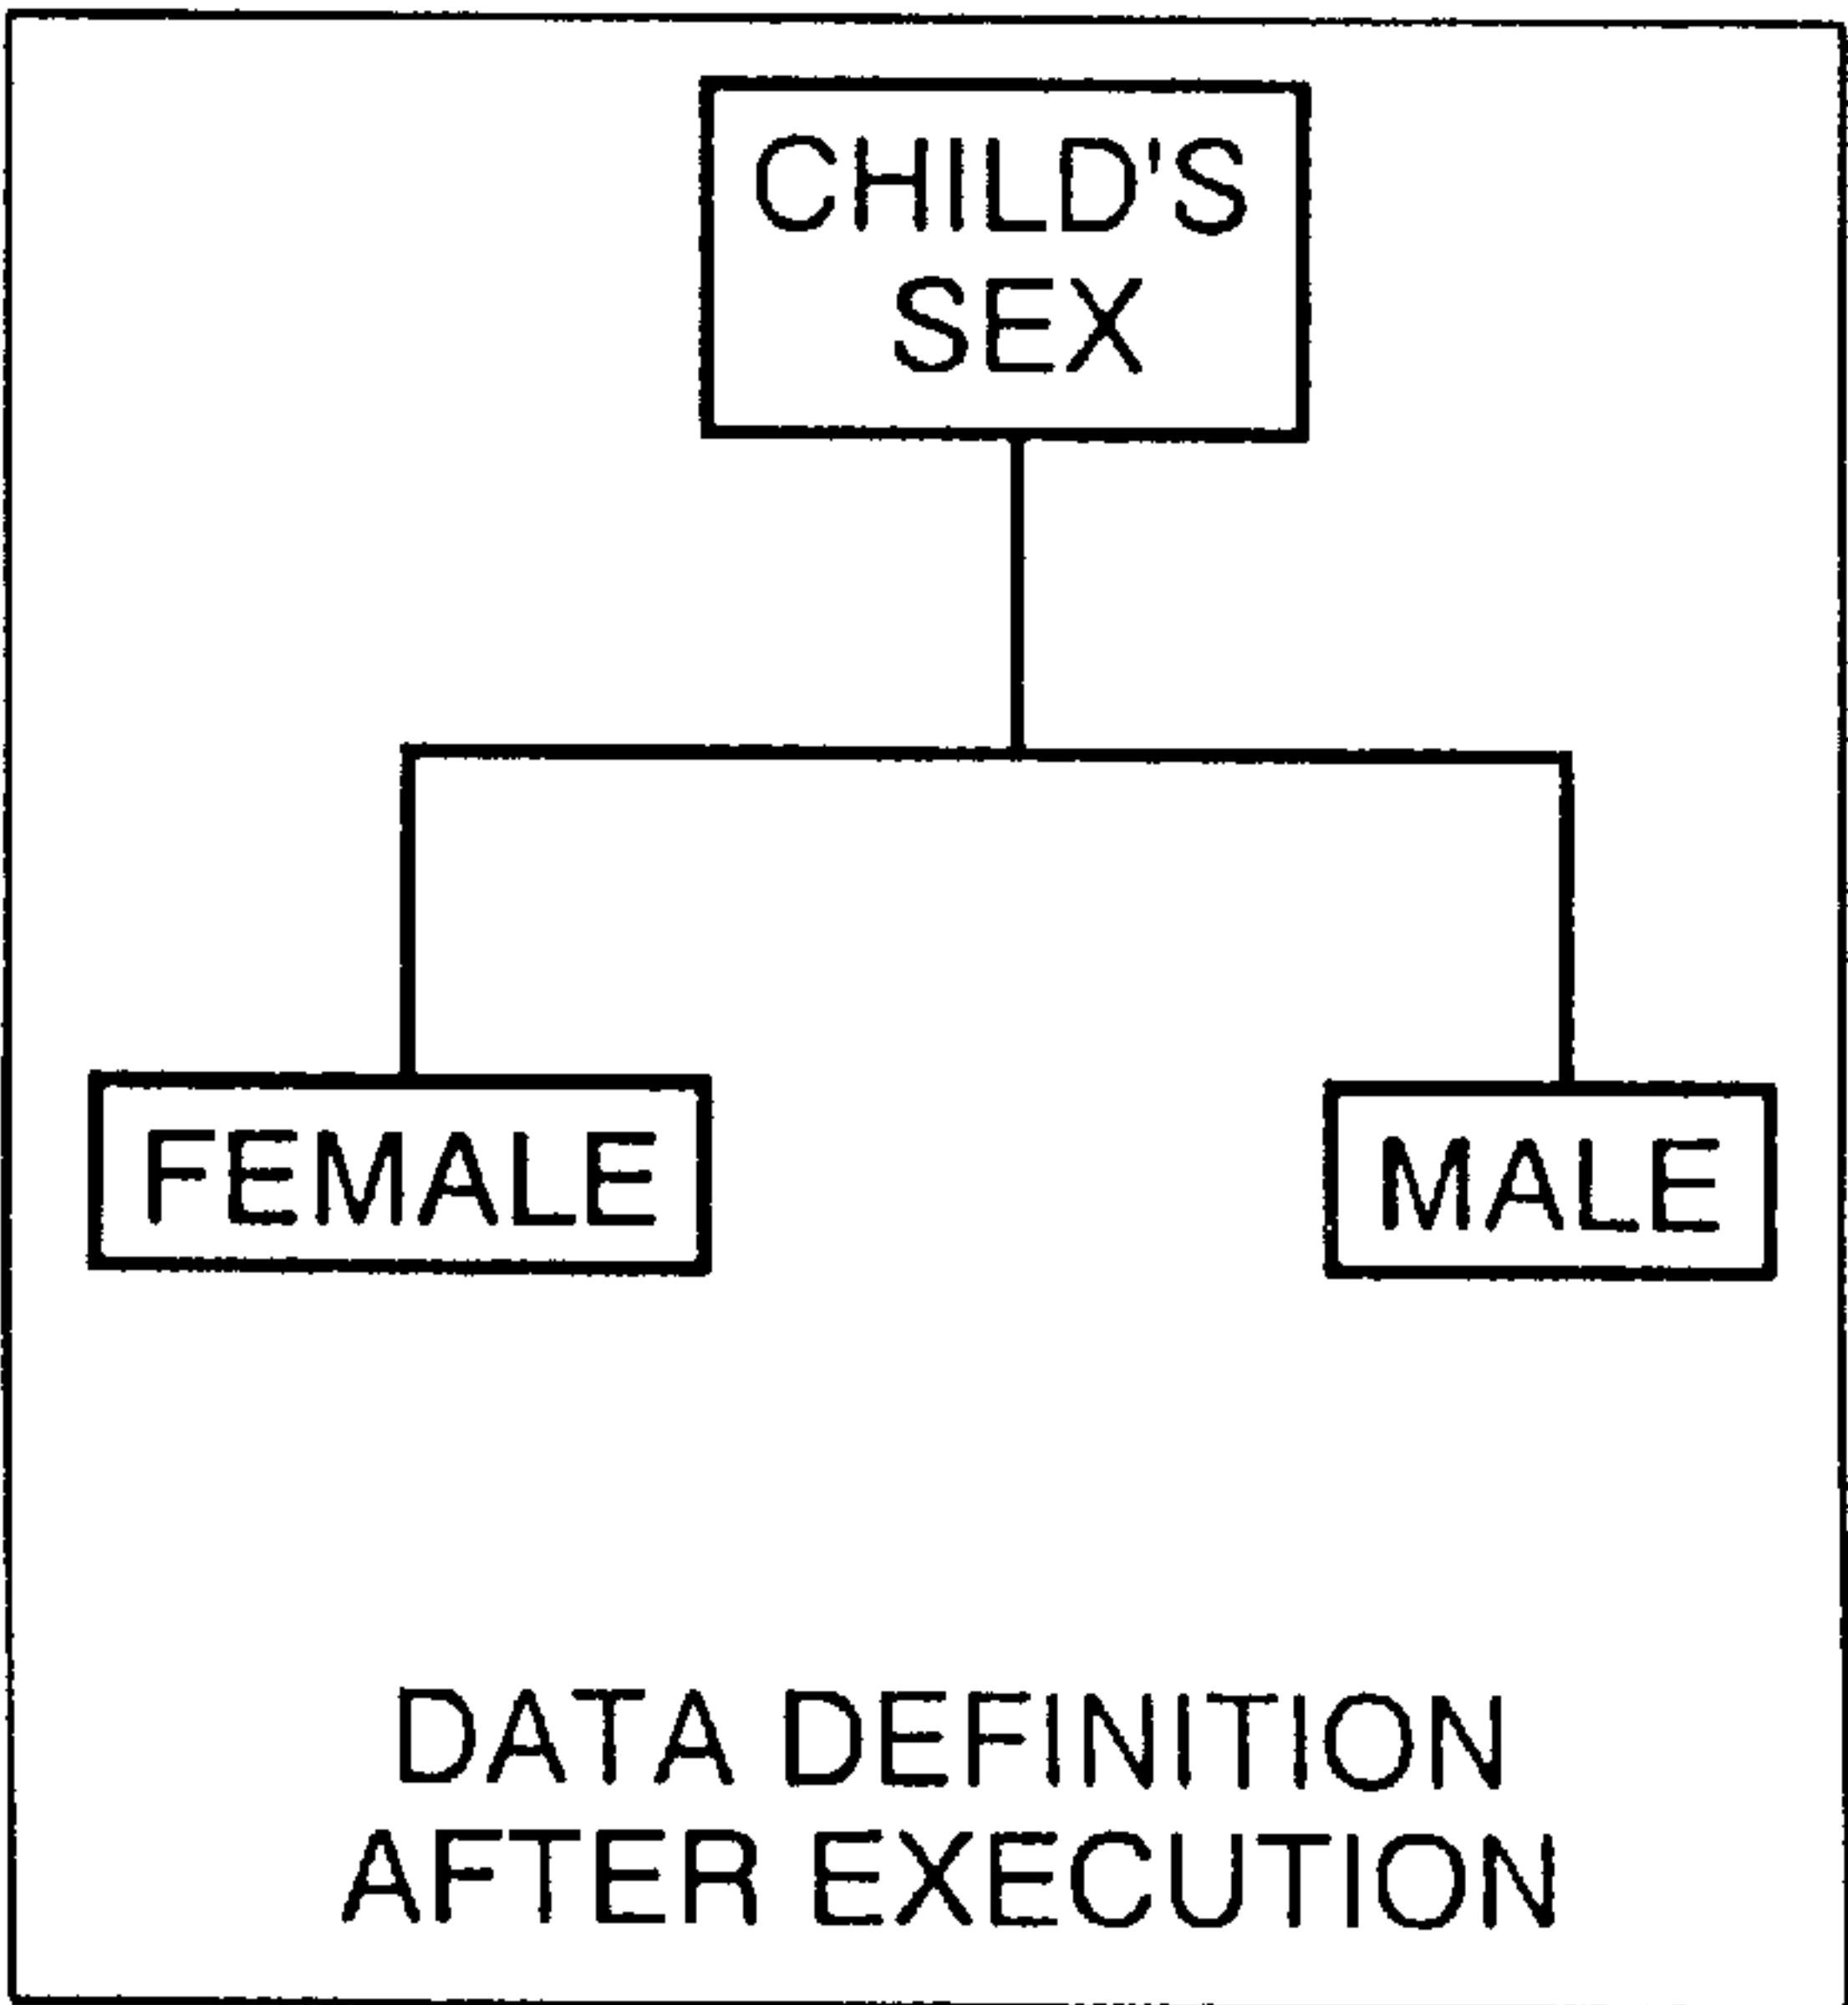 CHILD'S
SEX
FEMALE
MALE
DATA DEFINITION
AFTER EXECUTION